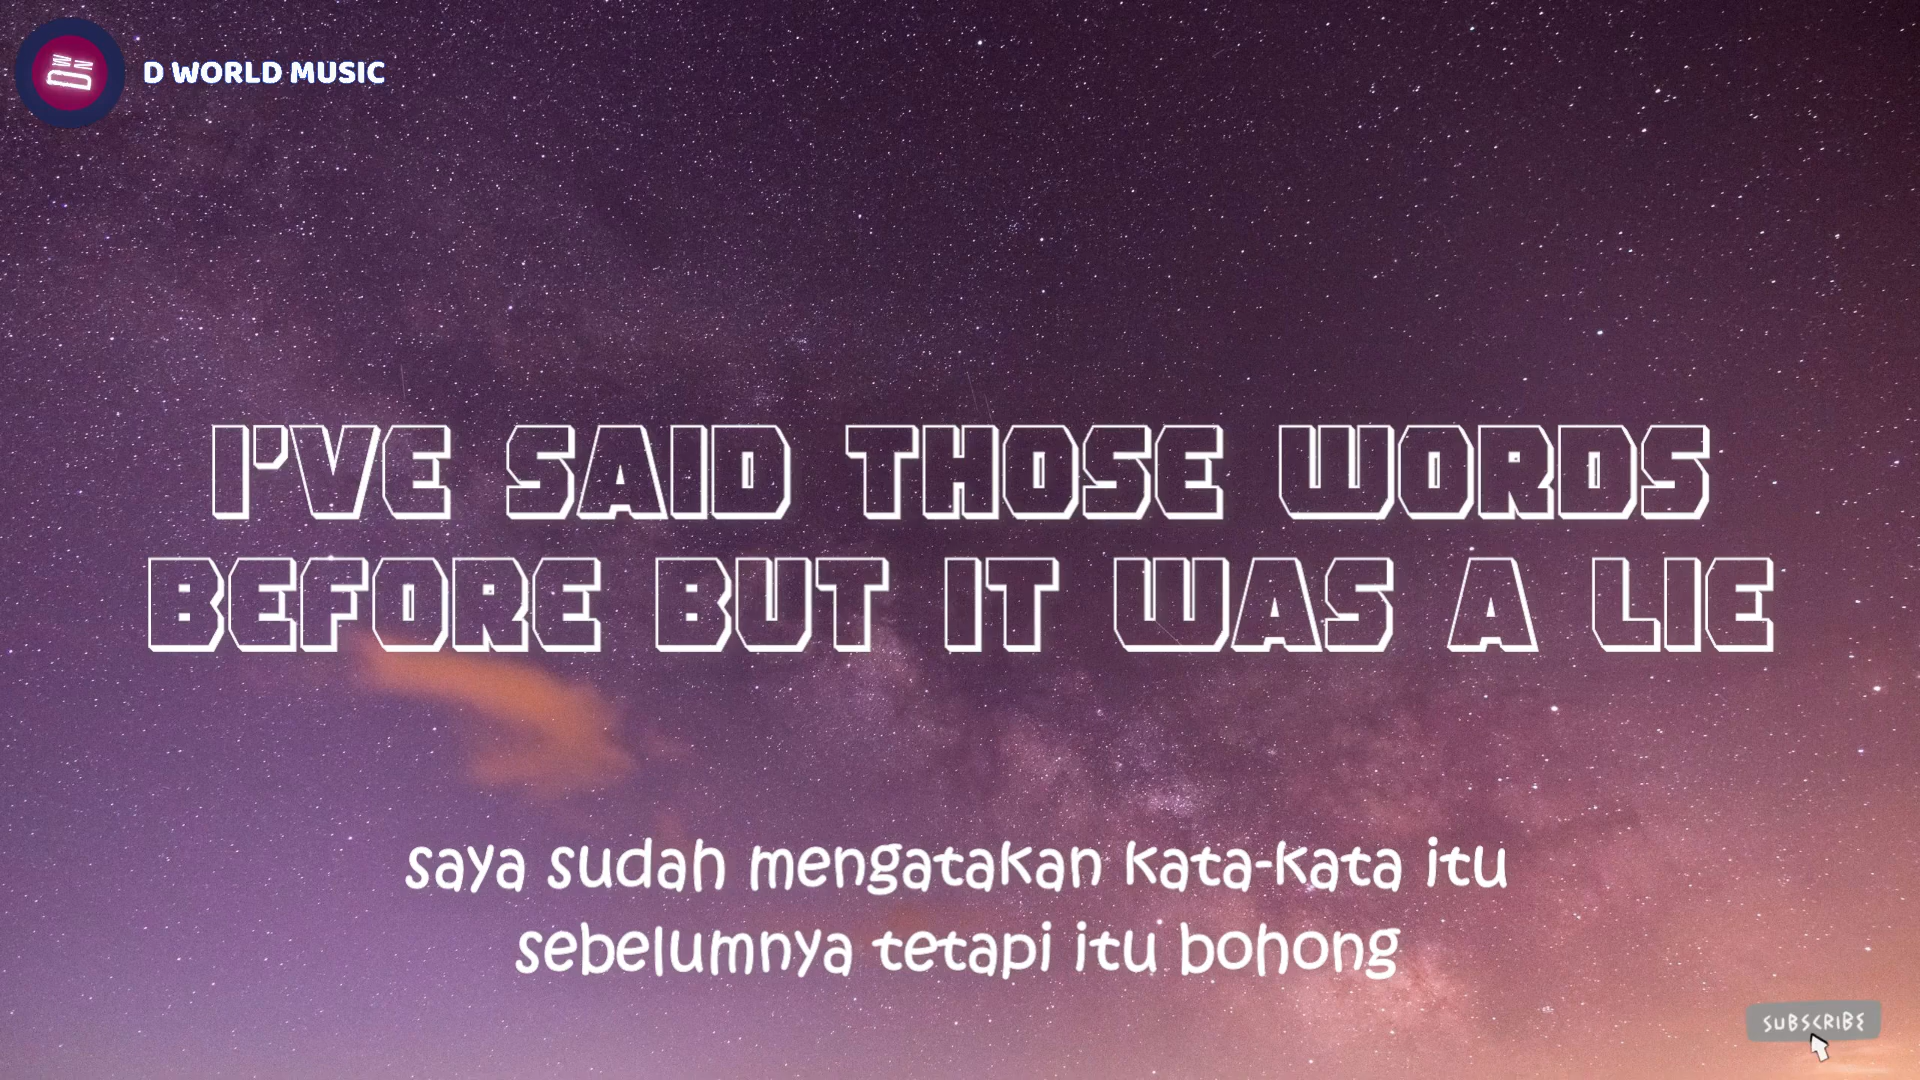 D WORLD MUSIC
I'VE SAID THOSE WORDS
BEFORE BUT IT WAS A LIE
saya sudah mengatakan kata-kata itu
sebelumnya tetapi itu bohong
SUBSCRIBE